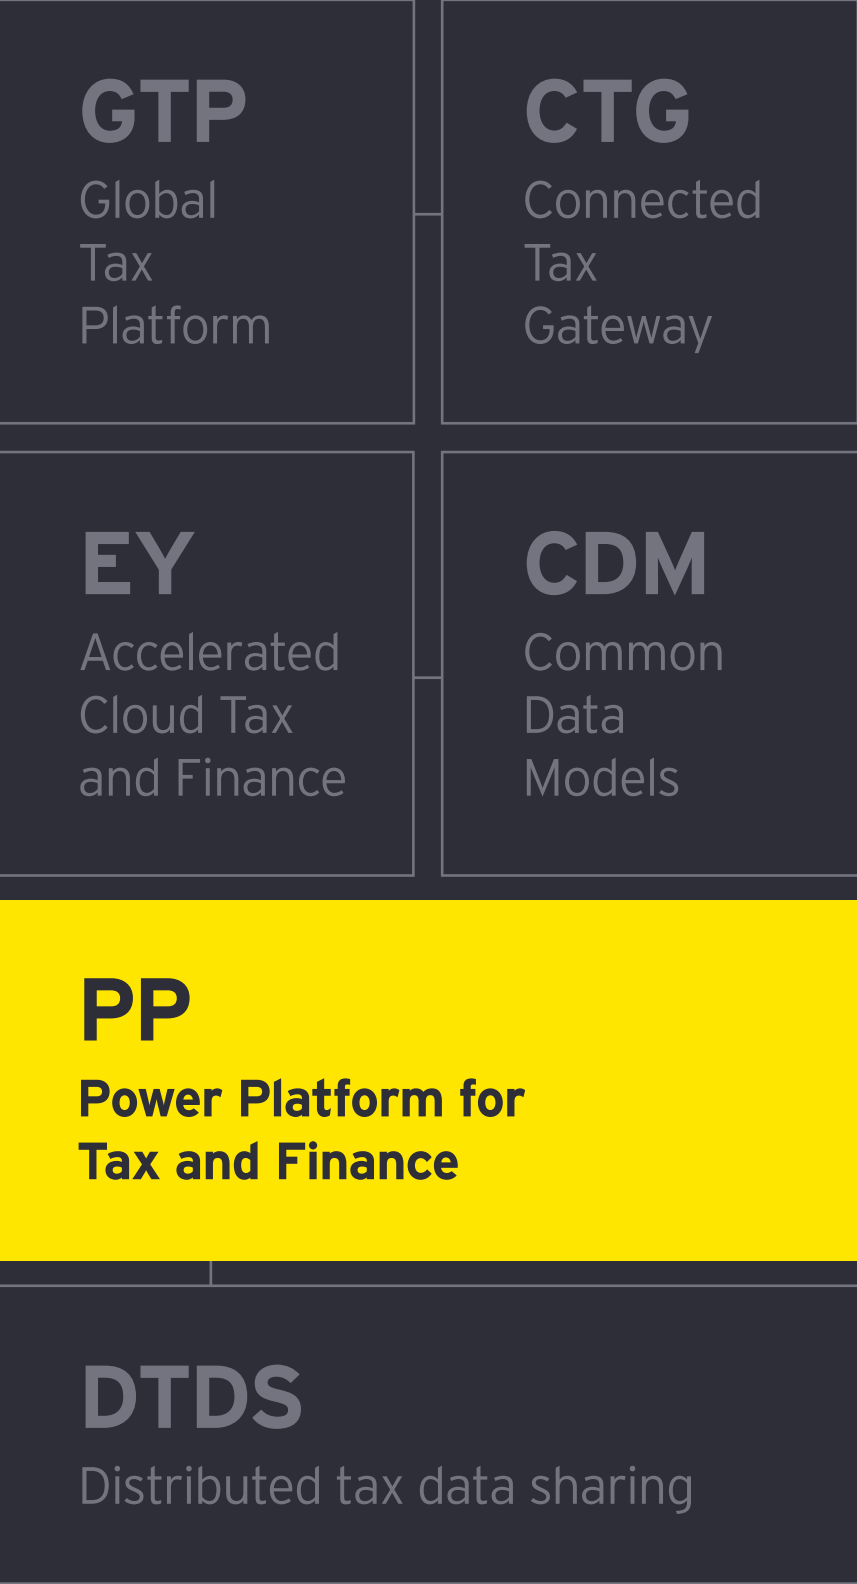 GTP
Global
Tax
Platform
CTG
Connected
Tax
Gateway
EY
Accelerated
Cloud Tax
and Finance
CDM
Common
Data
Models
PP
Power Platform for
Tax and Finance
DTDS
Distributed tax data sharing